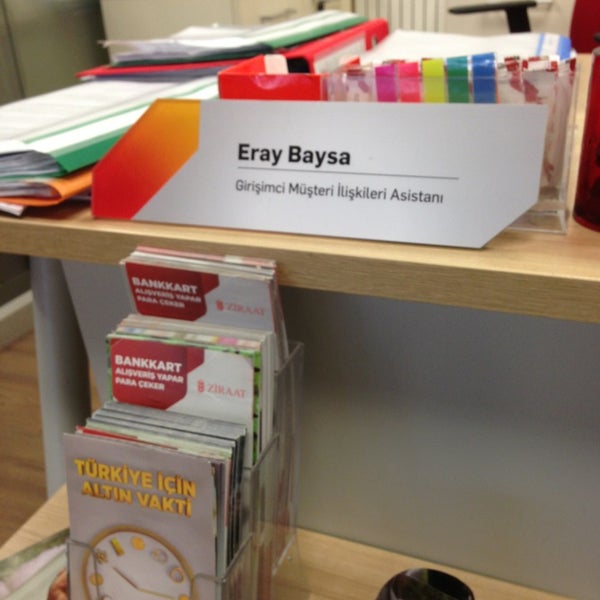 Eray Baysa
Girişimci Müşteri İlişkileri Asistanı
BANKKART
ALIŞVERİŞ YAPAR
PARA ÇEKER
ZİRAAT
BANKKART
ALIŞVERİŞ YAPAR
PARA ÇEKER
ZİRAAT
TÜRKİYE İÇİN
ALTIN VAKTİ